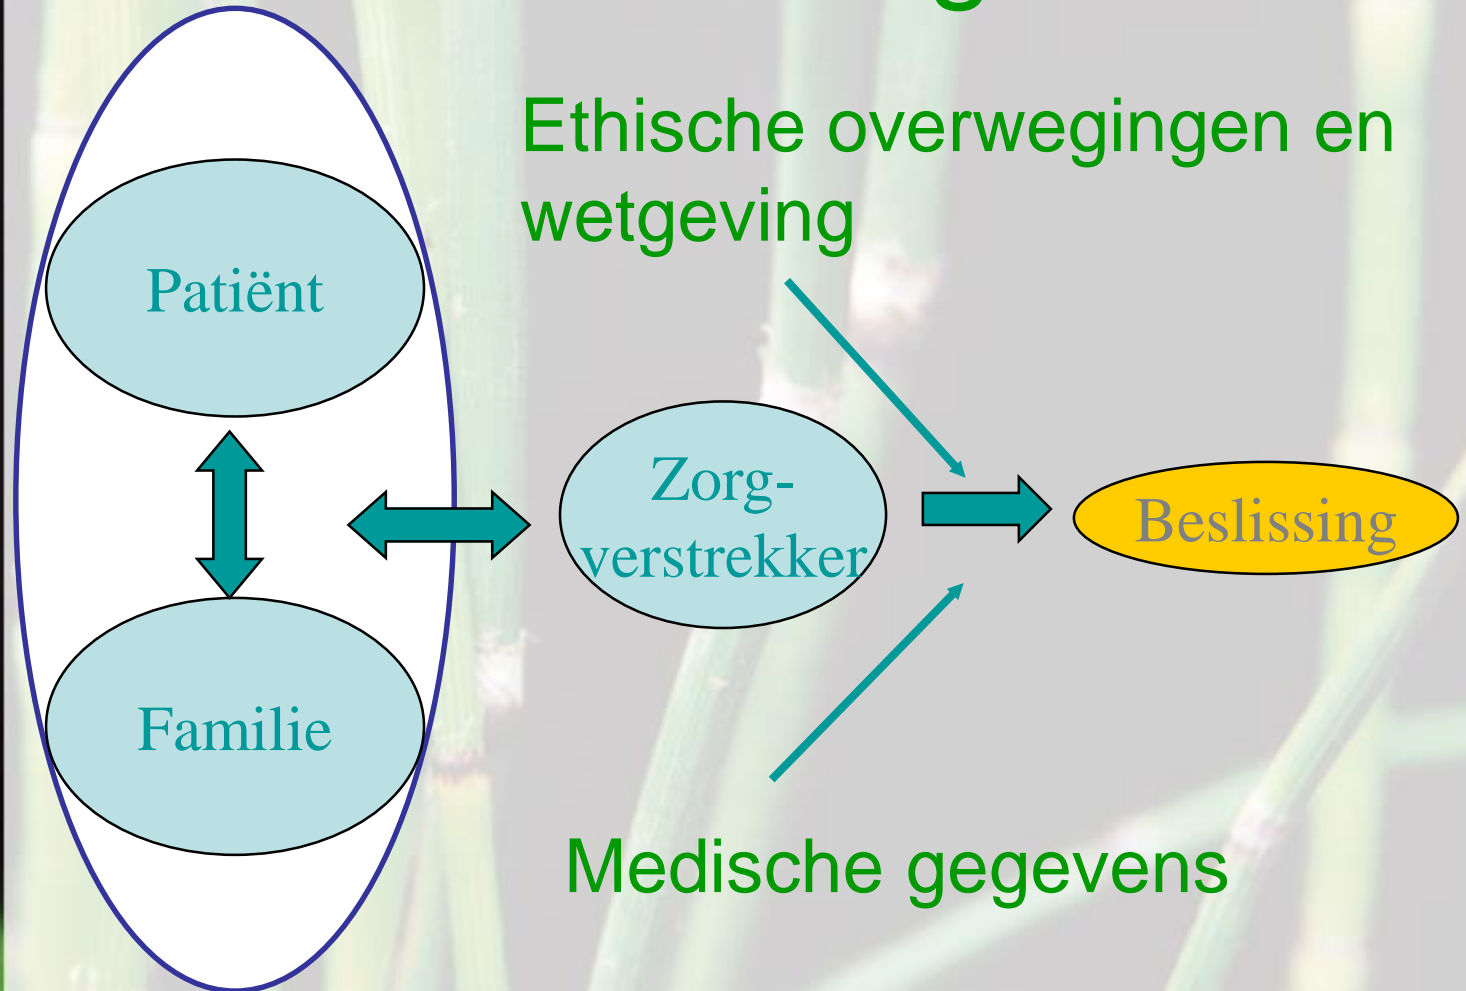 Ethische overwegingen en
wetgeving
Patiënt
Zorg-
verstrekker
Beslissing
Familie
Medische gegevens